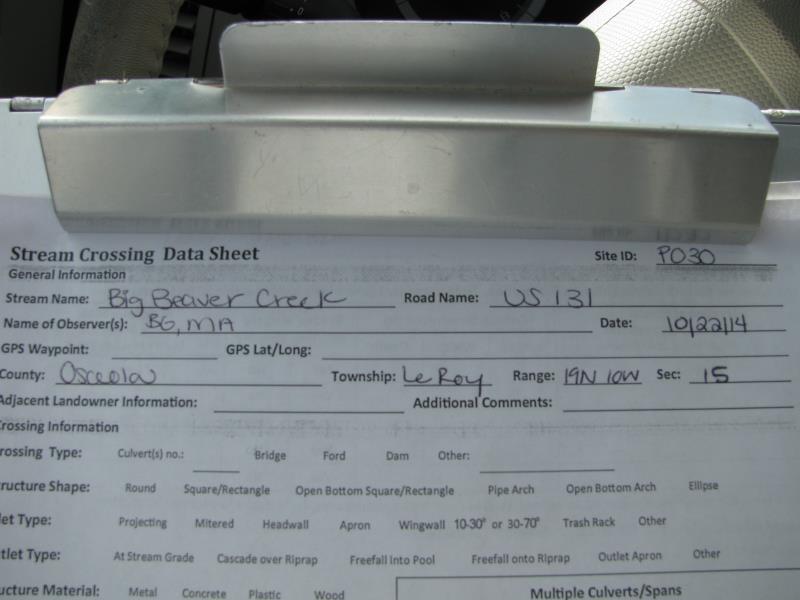 Stream Crossing Data Sheet Site ID: PO30
General Information
Stream Name: Big Beaver Creek Road Name: US 131
Name of Observer(s): BG, MA Date: 10/22/14
GPS Waypoint: GPS Lat/Long:
County: Osceola Township: Le Roy Range: 19N 10W Sec: 15
Adjacent Landowner Information: Additional Comments:
Crossing Information
rossing Type: Culvert(s) no.: Bridge Ford Dam Other:
ructure Shape: Round Square/Rectangle Open Bottom Square/Rectangle Pipe Arch Open Bottom Arch Ellipse
let Type: Projecting Mitered Headwall Apron Wingwall 10-30° or 30-70° Trash Rack Other
utlet Type: At Stream Grade Cascade over Riprap Freefall Into Pool Freefall onto Riprap Outlet Apron Other
ucture Material: Metal Concrete Plastic Wood Multiple Culverts/Spans